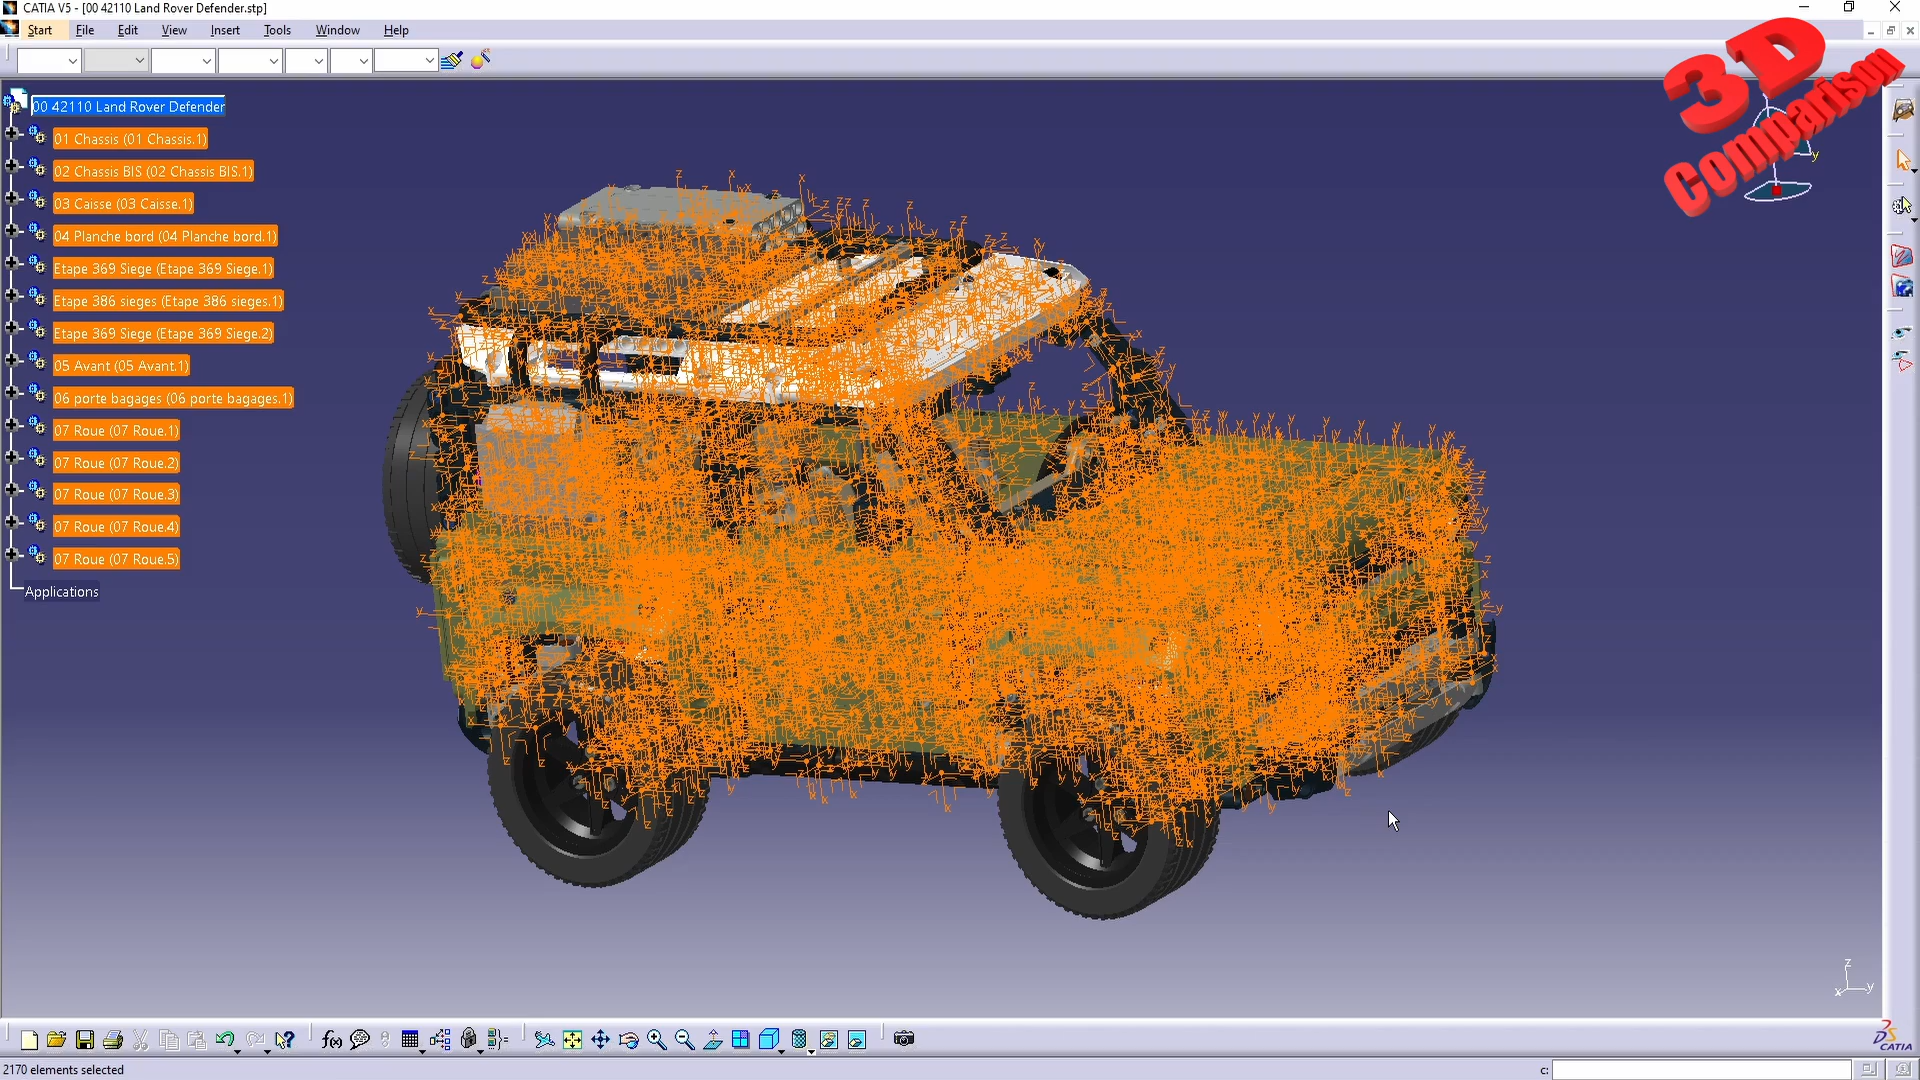 CATIA V5 - [00 42110 Land Rover Defender.stp]
Start File Edit View Insert Tools Window Help
3D
Comparison
00 42110 Land Rover Defender
01 Chassis (01 Chassis.1)
02 Chassis BIS (02 Chassis BIS.1)
03 Caisse (03 Caisse.1)
04 Planche bord (04 Planche bord.1)
Etape 369 Siege (Etape 369 Siege.1)
Etape 386 sieges (Etape 386 sieges.1)
Etape 369 Siege (Etape 369 Siege.2)
05 Avant (05 Avant.1)
06 porte bagages (06 porte bagages.1)
07 Roue (07 Roue.1)
07 Roue (07 Roue.2)
07 Roue (07 Roue.3)
07 Roue (07 Roue.4)
07 Roue (07 Roue.5)
Applications
y
z
x y
f(x)
CATIA
2170 elements selected
c: